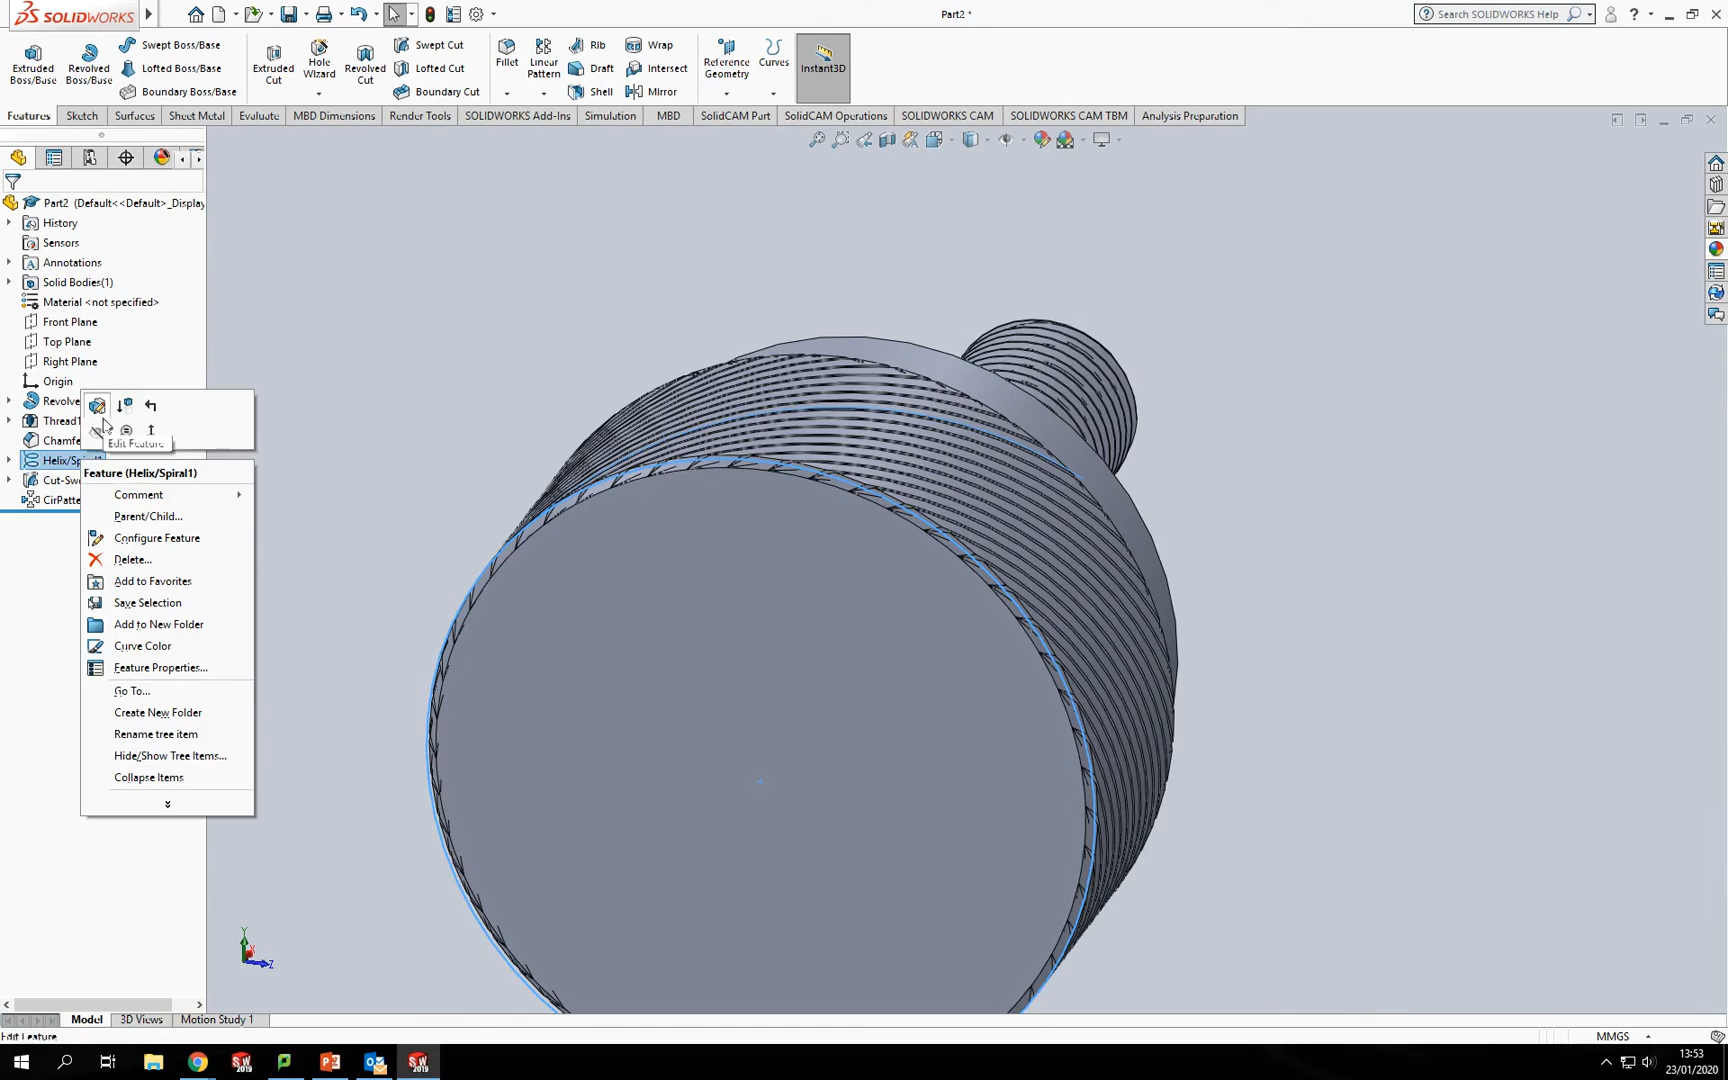 SOLIDWORKS
Part2 *
Search SOLIDWORKS Help
Extruded Boss/Base
Revolved Boss/Base
Swept Boss/Base
Lofted Boss/Base
Boundary Boss/Base
Extruded Cut
Hole Wizard
Revolved Cut
Swept Cut
Lofted Cut
Boundary Cut
Fillet
Linear Pattern
Rib
Draft
Shell
Wrap
Intersect
Mirror
Reference Geometry
Curves
Instant3D
Features
Sketch
Surfaces
Sheet Metal
Evaluate
MBD Dimensions
Render Tools
SOLIDWORKS Add-Ins
Simulation
MBD
SolidCAM Part
SolidCAM Operations
SOLIDWORKS CAM
SOLIDWORKS CAM TBM
Analysis Preparation
Part2 (Default<<Default>_Display
History
Sensors
Annotations
Solid Bodies(1)
Material <not specified>
Front Plane
Top Plane
Right Plane
Origin
Revolve
Thread1
Chamfe
Helix/Spiral1
Cut-Swe
CirPatte
Edit Feature
Feature (Helix/Spiral1)
Comment
Parent/Child...
Configure Feature
Delete...
Add to Favorites
Save Selection
Add to New Folder
Curve Color
Feature Properties...
Go To...
Create New Folder
Rename tree item
Hide/Show Tree Items...
Collapse Items
Y
X
Z
Model
3D Views
Motion Study 1
Edit Feature
MMGS
SW 2019
SW 2019
13:53
23/01/2020